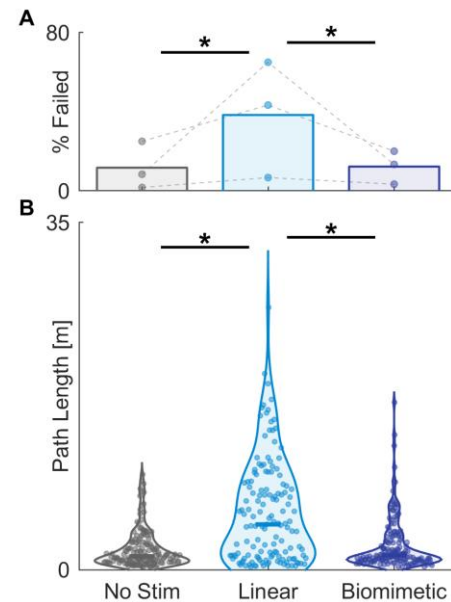 A
80
% Failed
*
*
0
B
35
Path Length [m]
*
*
0
No Stim
Linear
Biomimetic